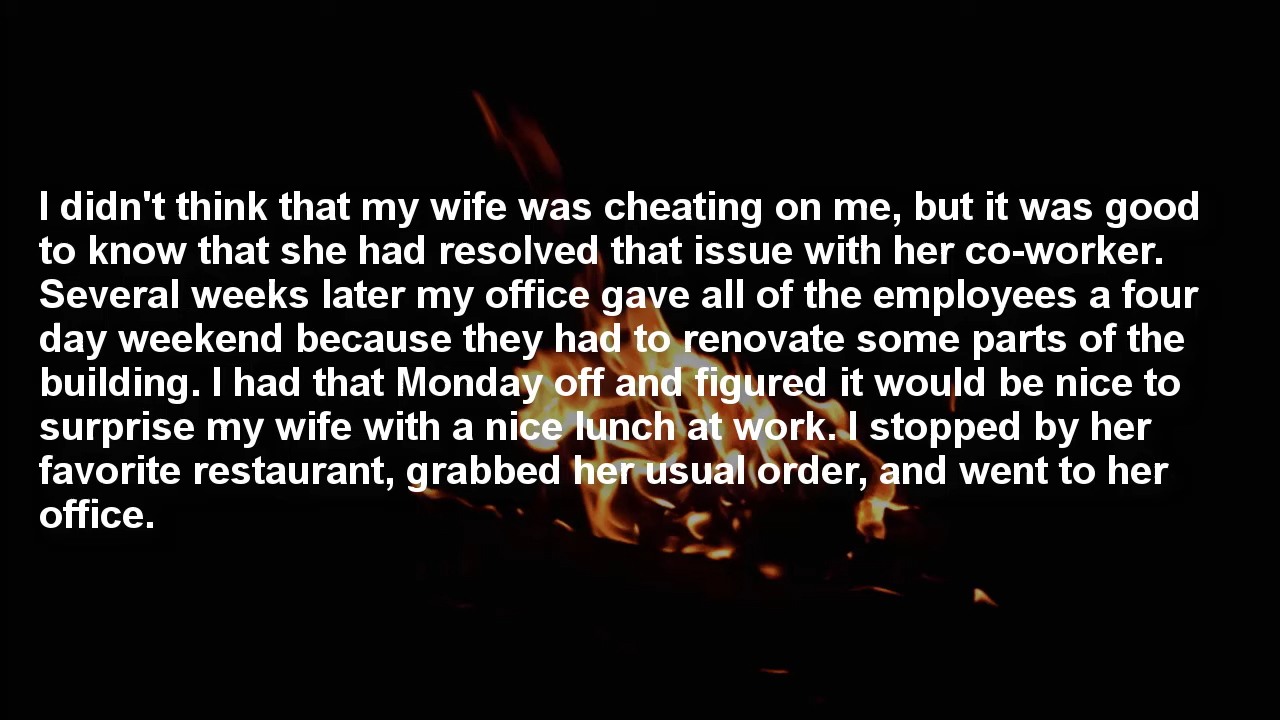 I didn't think that my wife was cheating on me, but it was good
to know that she had resolved that issue with her co-worker.
Several weeks later my office gave all of the employees a four
day weekend because they had to renovate some parts of the
building. I had that Monday off and figured it would be nice to
surprise my wife with a nice lunch at work. I stopped by her
favorite restaurant, grabbed her usual order, and went to her
office.